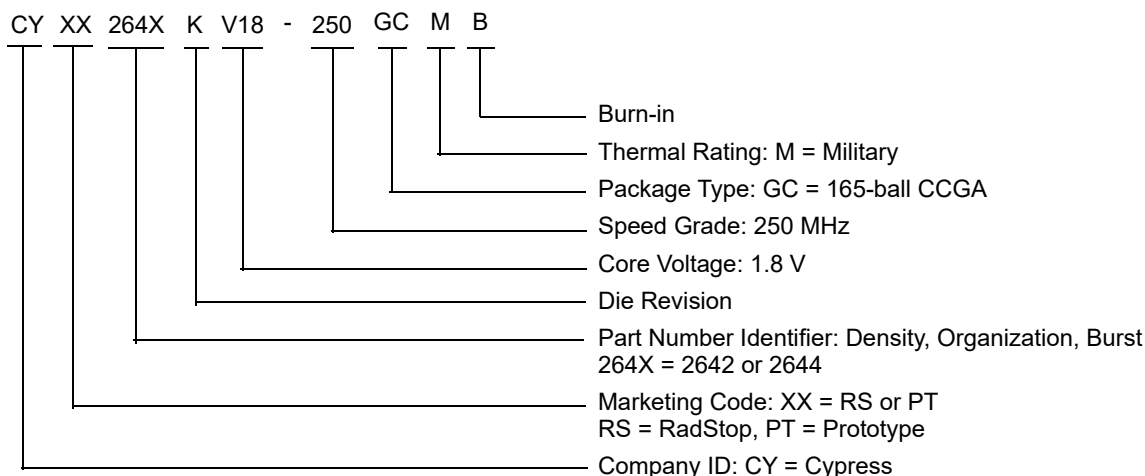 CY XX 264X K V18 - 250 GC M B
Burn-in
Thermal Rating: M = Military
Package Type: GC = 165-ball CCGA
Speed Grade: 250 MHz
Core Voltage: 1.8 V
Die Revision
Part Number Identifier: Density, Organization, Burst
264X = 2642 or 2644
Marketing Code: XX = RS or PT
RS = RadStop, PT = Prototype
Company ID: CY = Cypress